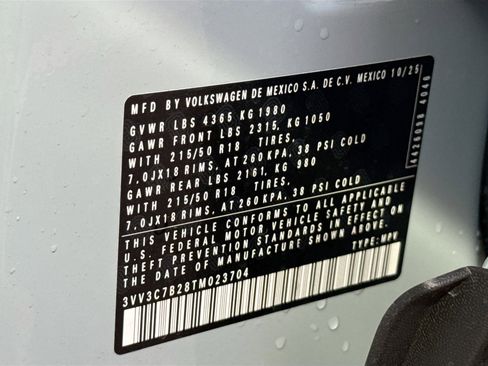 MFD BY VOLKSWAGEN DE MEXICO S.A. DE C.V. MEXICO 10/25
GVWR LBS 4365 KG 1980
GAWR FRONT LBS 2315, KG 1050
WITH 215/50 R18 TIRES,
7.0JX18 RIMS, AT 260 KPA, 38 PSI COLD
GAWR REAR LBS 2161, KG 980
WITH 215/50 R18 TIRES,
7.0JX18 RIMS, AT 260KPA, 38 PSI COLD
THIS VEHICLE CONFORMS TO ALL APPLICABLE
U.S. FEDERAL MOTOR VEHICLE SAFETY AND
THEFT PREVENTION STANDARDS IN EFFECT ON
THE DATE OF MANUFACTURE SHOWN ABOVE.
3VV3C7B28TM023704 TYPE: MPV
4046